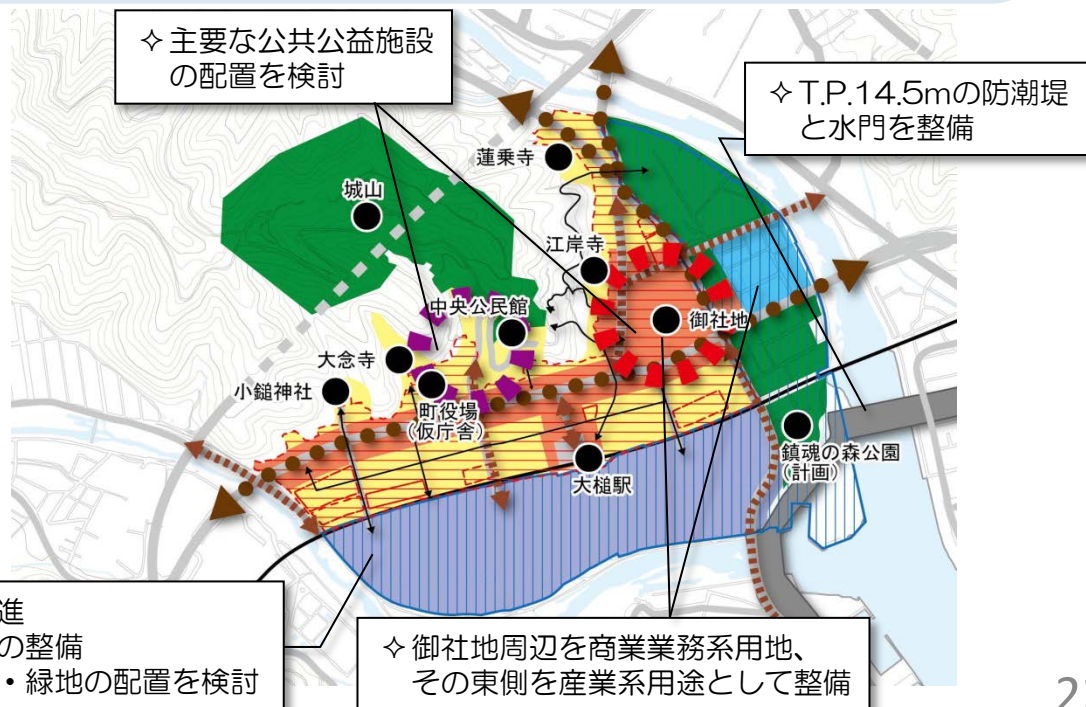 ✧主要な公共公益施設
の配置を検討
✧T.P.14.5mの防潮堤
と水門を整備
蓮乗寺
城山
江岸寺
中央公民館
御社地
大念寺
小鎚神社
町役場
(仮庁舎)
鎮魂の森公園
(計画)
大槌駅
進
の整備
・緑地の配置を検討
✧御社地周辺を商業業務系用地、
その東側を産業系用途として整備